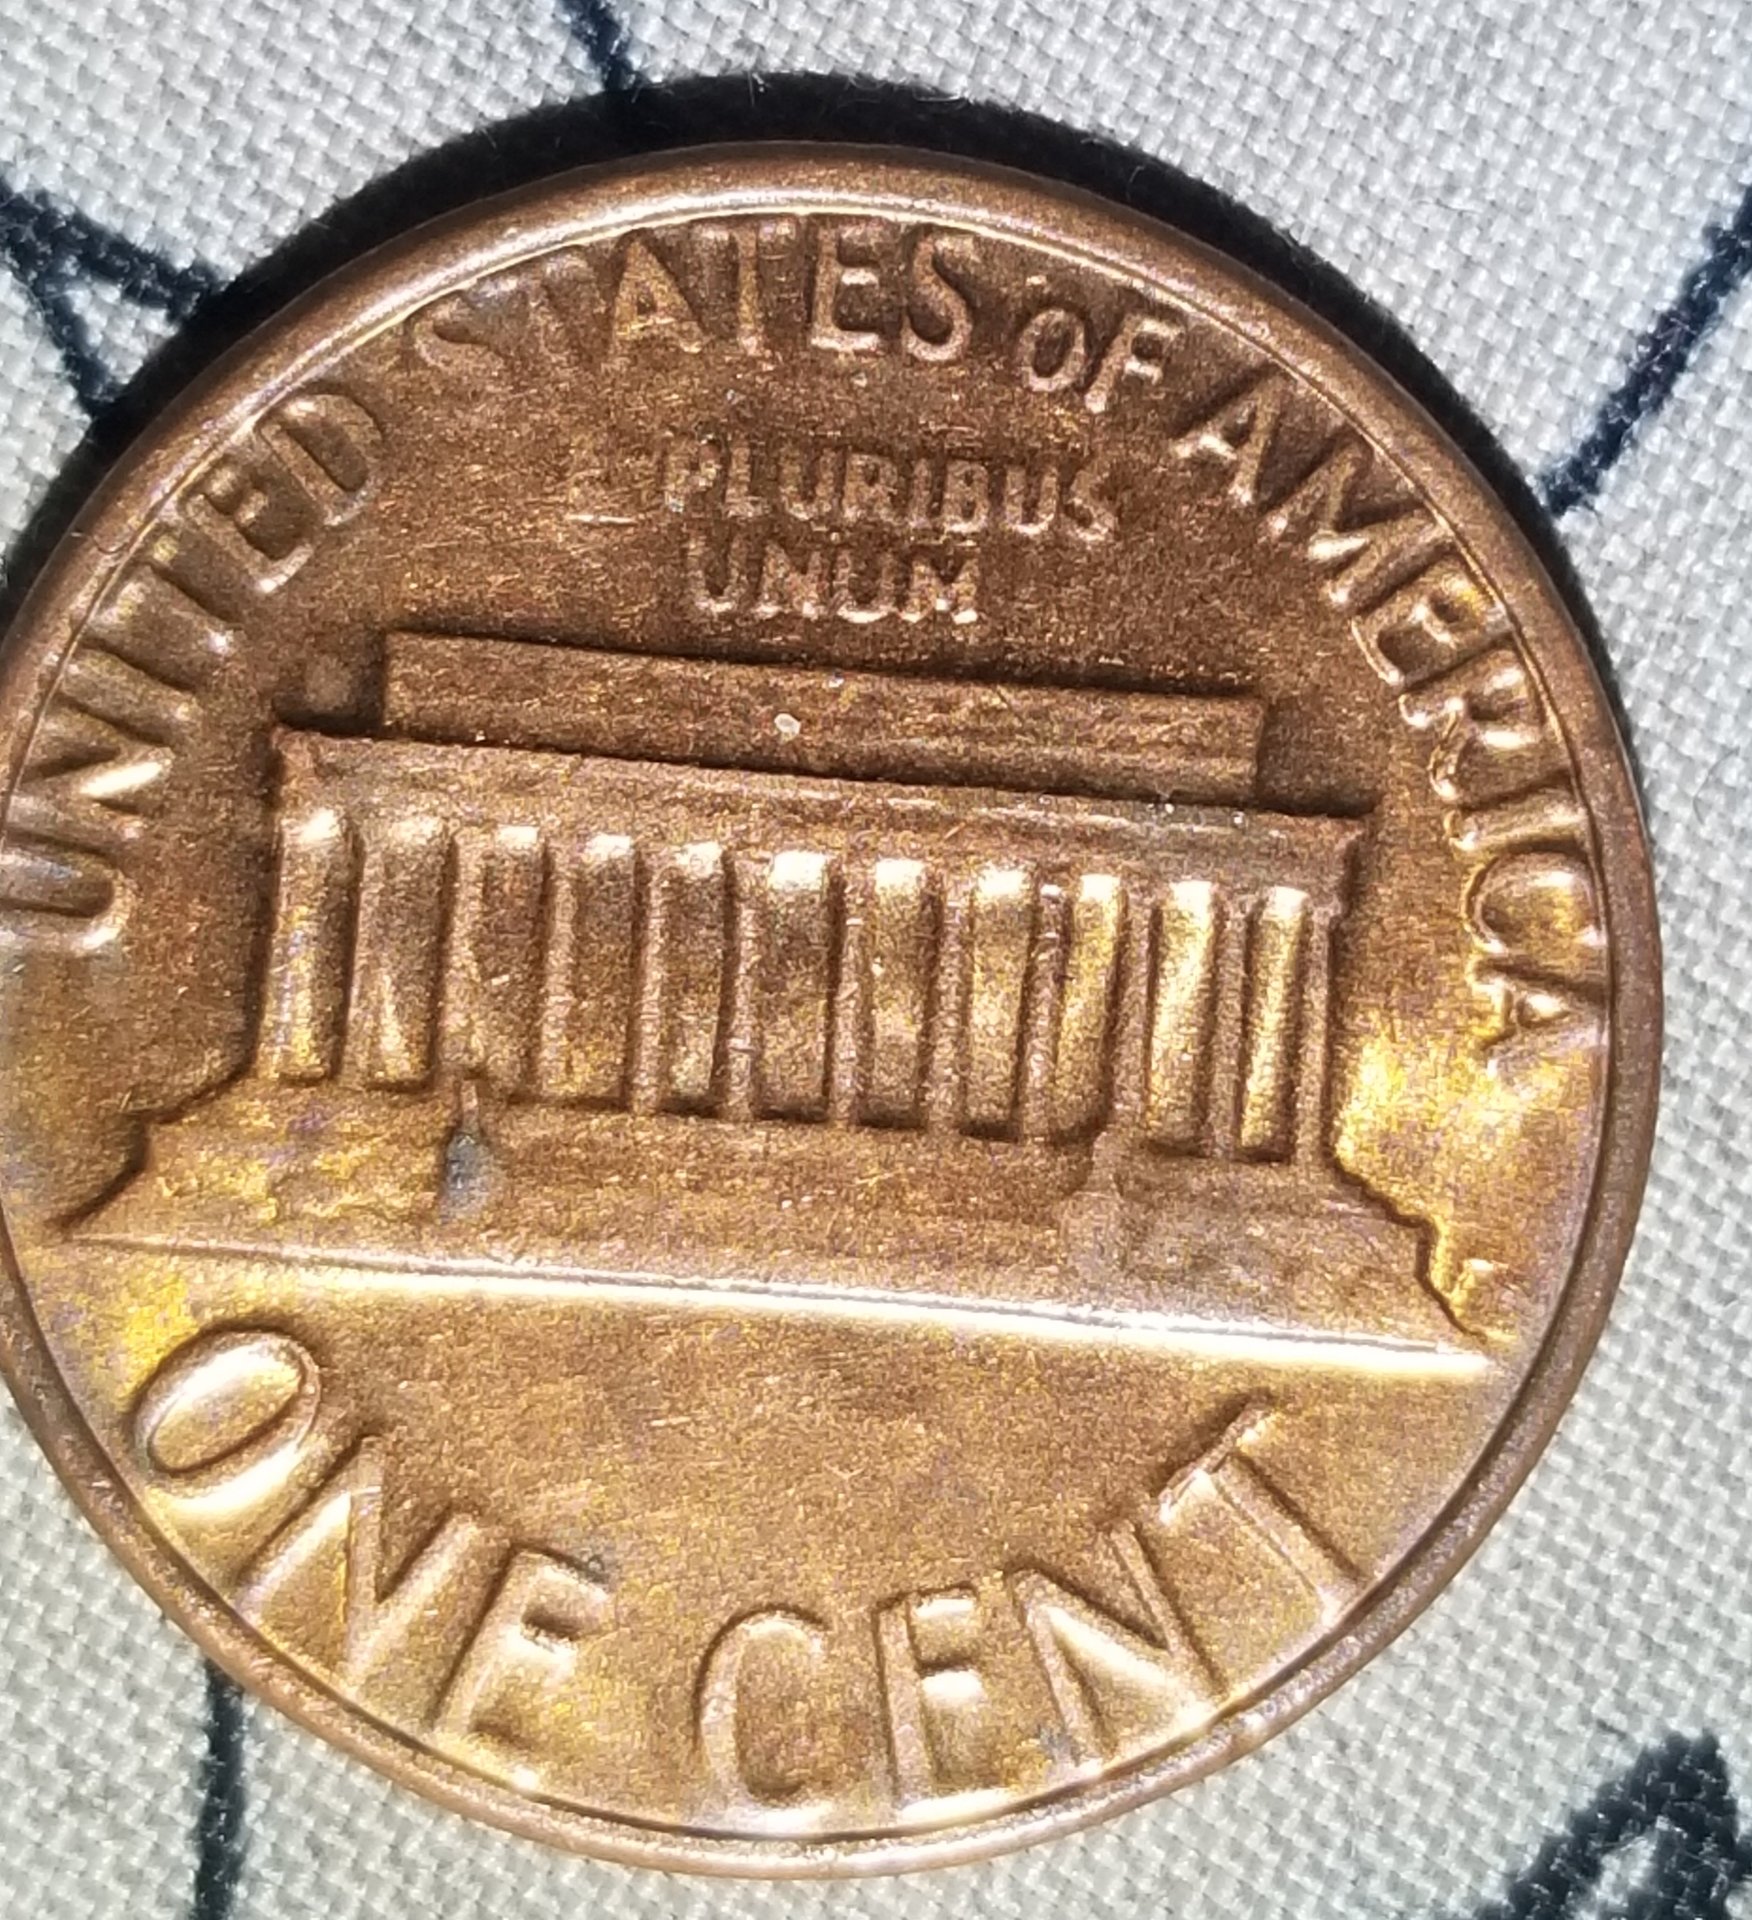 UNITED STATES OF AMERICA
E PLURIBUS
UNUM
ONE CENT